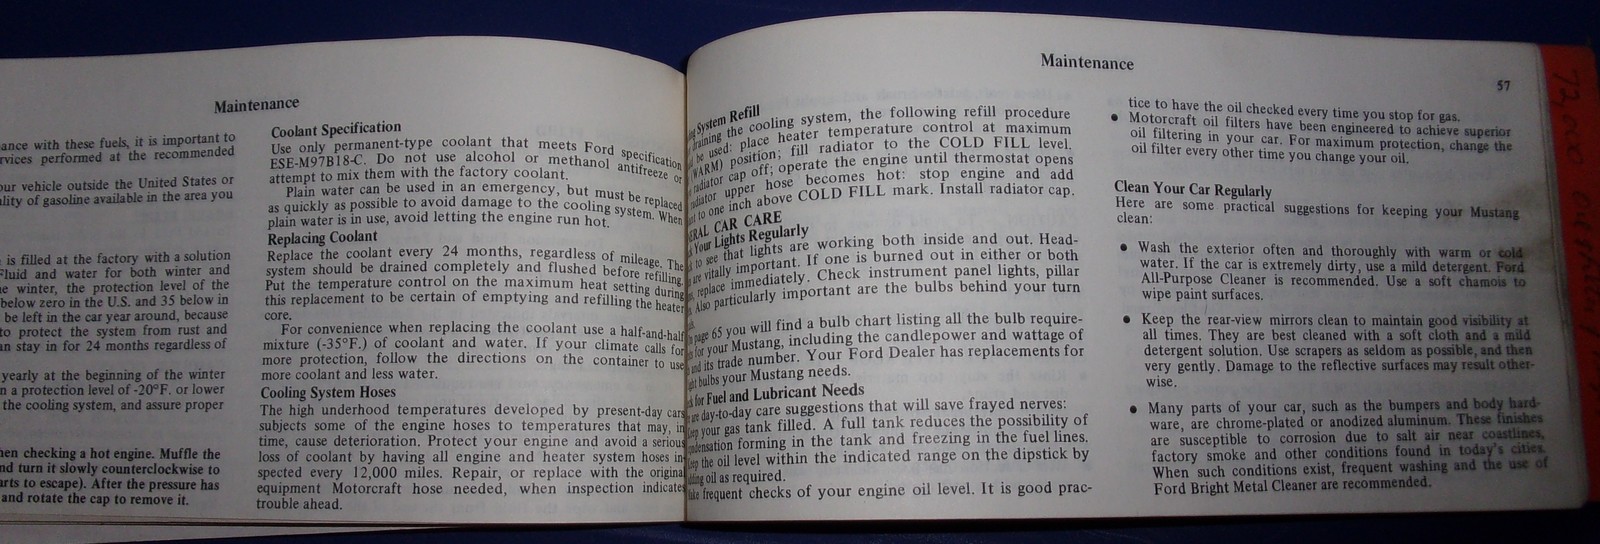 Maintenance
ance with these fuels, it is important to
rvices performed at the recommended
our vehicle outside the United States or
lity of gasoline available in the area you
is filled at the factory with a solution
Fluid and water for both winter and
e winter, the protection level of the
below zero in the U.S. and 35 below in
be left in the car year around, because
to protect the system from rust and
n stay in for 24 months regardless of
yearly at the beginning of the winter
n a protection level of -20°F. or lower
the cooling system, and assure proper
en checking a hot engine. Muffle the
nd turn it slowly counterclockwise to
rts to escape). After the pressure has
and rotate the cap to remove it.
Coolant Specification
Use only permanent-type coolant that meets Ford specification
ESE-M97B18-C. Do not use alcohol or methanol antifreeze or
attempt to mix them with the factory coolant.
Plain water can be used in an emergency, but must be replaced
as quickly as possible to avoid damage to the cooling system. When
plain water is in use, avoid letting the engine run hot.
Replacing Coolant
Replace the coolant every 24 months, regardless of mileage. The
system should be drained completely and flushed before refilling.
Put the temperature control on the maximum heat setting during
this replacement to be certain of emptying and refilling the heater
core.
For convenience when replacing the coolant use a half-and-half
mixture (-35°F.) of coolant and water. If your climate calls for
more protection, follow the directions on the container to use
more coolant and less water.
Cooling System Hoses
The high underhood temperatures developed by present-day cars
subjects some of the engine hoses to temperatures that may, in
time, cause deterioration. Protect your engine and avoid a serious
loss of coolant by having all engine and heater system hoses in-
spected every 12,000 miles. Repair, or replace with the original
equipment Motorcraft hose needed, when inspection indicates
trouble ahead.
Maintenance
57
System Refill
draining the cooling system, the following refill procedure
be used: place heater temperature control at maximum
(WARM) position; fill radiator to the COLD FILL level.
radiator cap off; operate the engine until thermostat opens
radiator upper hose becomes hot: stop engine and add
to one inch above COLD FILL mark. Install radiator cap.
ERAL CAR CARE
Your Lights Regularly
to see that lights are working both inside and out. Head-
are vitally important. If one is burned out in either or both
replace immediately. Check instrument panel lights, pillar
Also particularly important are the bulbs behind your turn
page 65 you will find a bulb chart listing all the bulb require-
for your Mustang, including the candlepower and wattage of
and its trade number. Your Ford Dealer has replacements for
bulbs your Mustang needs.
for Fuel and Lubricant Needs
are day-to-day care suggestions that will save frayed nerves:
your gas tank filled. A full tank reduces the possibility of
condensation forming in the tank and freezing in the fuel lines.
the oil level within the indicated range on the dipstick by
oil as required.
frequent checks of your engine oil level. It is good prac-
tice to have the oil checked every time you stop for gas.
• Motorcraft oil filters have been engineered to achieve superior
oil filtering in your car. For maximum protection, change the
oil filter every other time you change your oil.
Clean Your Car Regularly
Here are some practical suggestions for keeping your Mustang
clean:
• Wash the exterior often and thoroughly with warm or cold
water. If the car is extremely dirty, use a mild detergent. Ford
All-Purpose Cleaner is recommended. Use a soft chamois to
wipe paint surfaces.
• Keep the rear-view mirrors clean to maintain good visibility at
all times. They are best cleaned with a soft cloth and a mild
detergent solution. Use scrapers as seldom as possible, and then
very gently. Damage to the reflective surfaces may result other-
wise.
• Many parts of your car, such as the bumpers and body hard-
ware, are chrome-plated or anodized aluminum. These finishes
are susceptible to corrosion due to salt air near coastlines,
factory smoke and other conditions found in today's cities.
When such conditions exist, frequent washing and the use of
Ford Bright Metal Cleaner are recommended.